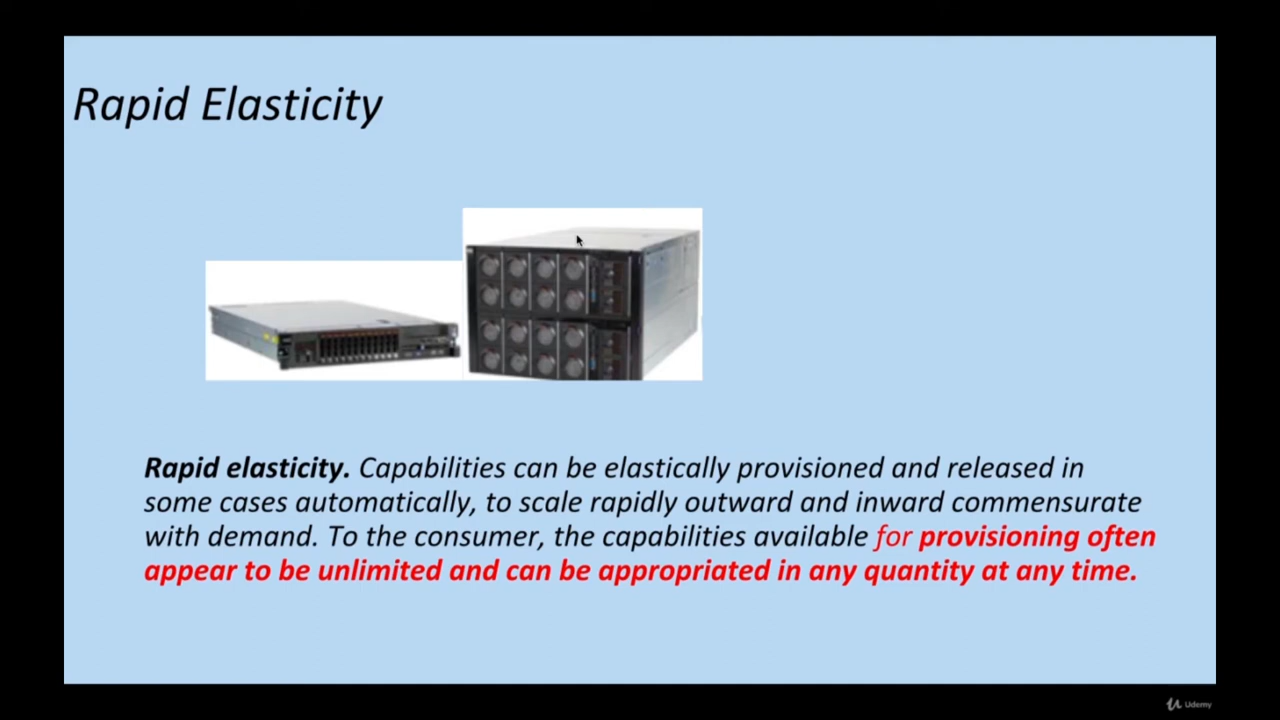 Rapid Elasticity
Rapid elasticity. Capabilities can be elastically provisioned and released in
some cases automatically, to scale rapidly outward and inward commensurate
with demand. To the consumer, the capabilities available for provisioning often
appear to be unlimited and can be appropriated in any quantity at any time.
Udemy